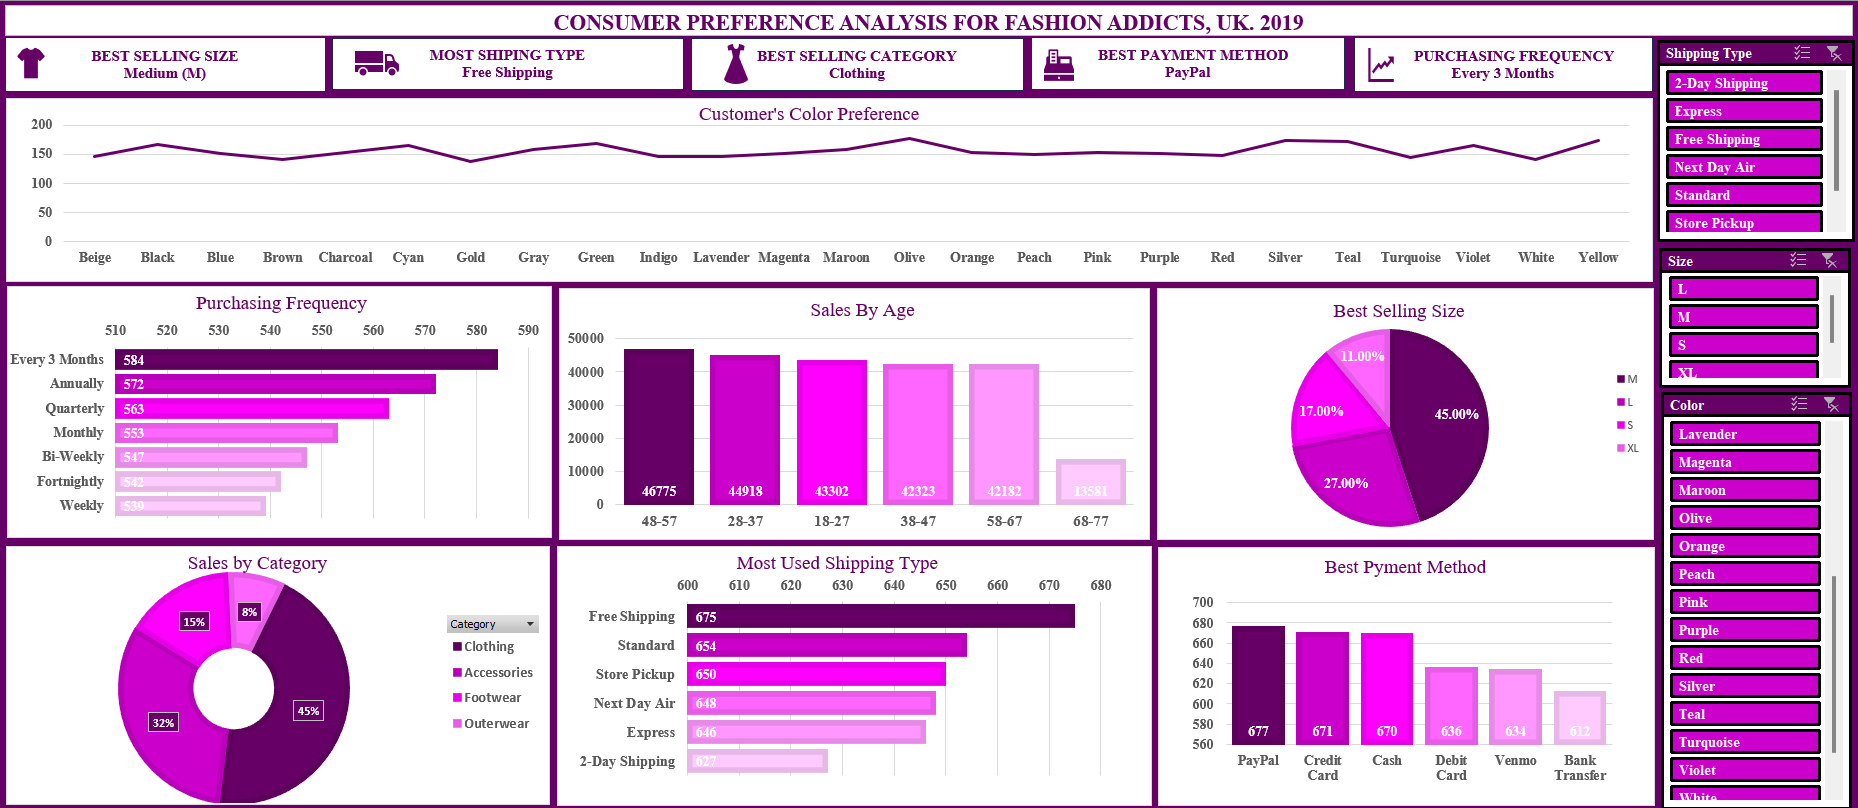 CONSUMER PREFERENCE ANALYSIS FOR FASHION ADDICTS, UK. 2019
BEST SELLING SIZE
Medium (M)
MOST SHIPING TYPE
Free Shipping
BEST SELLING CATEGORY
Clothing
BEST PAYMENT METHOD
PayPal
PURCHASING FREQUENCY
Every 3 Months
Customer's Color Preference
200
150
100
50
0
Beige Black Blue Brown Charcoal Cyan Gold Gray Green Indigo Lavender Magenta Maroon Olive Orange Peach Pink Purple Red Silver Teal Turquoise Violet White Yellow
Shipping Type
2-Day Shipping
Express
Free Shipping
Next Day Air
Standard
Store Pickup
Size
L
M
S
XL
Color
Lavender
Magenta
Maroon
Olive
Orange
Peach
Pink
Purple
Red
Silver
Teal
Turquoise
Violet
White
Purchasing Frequency
510 520 530 540 550 560 570 580 590
Every 3 Months 584
Annually 572
Quarterly 563
Monthly 553
Bi-Weekly 547
Fortnightly 542
Weekly 539
Sales By Age
50000
40000
30000
20000
10000
0
46775 44918 43302 42323 42182 13581
48-57 28-37 18-27 38-47 58-67 68-77
Best Selling Size
11.00%
17.00%
45.00%
27.00%
M
L
S
XL
Sales by Category
8%
15%
45%
32%
Category
Clothing
Accessories
Footwear
Outerwear
Most Used Shipping Type
600 610 620 630 640 650 660 670 680
Free Shipping 675
Standard 654
Store Pickup 650
Next Day Air 648
Express 646
2-Day Shipping 627
Best Pyment Method
700
680
660
640
620
600
580
560
677 671 670 636 634 612
PayPal Credit Cash Debit Venmo Bank
Card Card Transfer